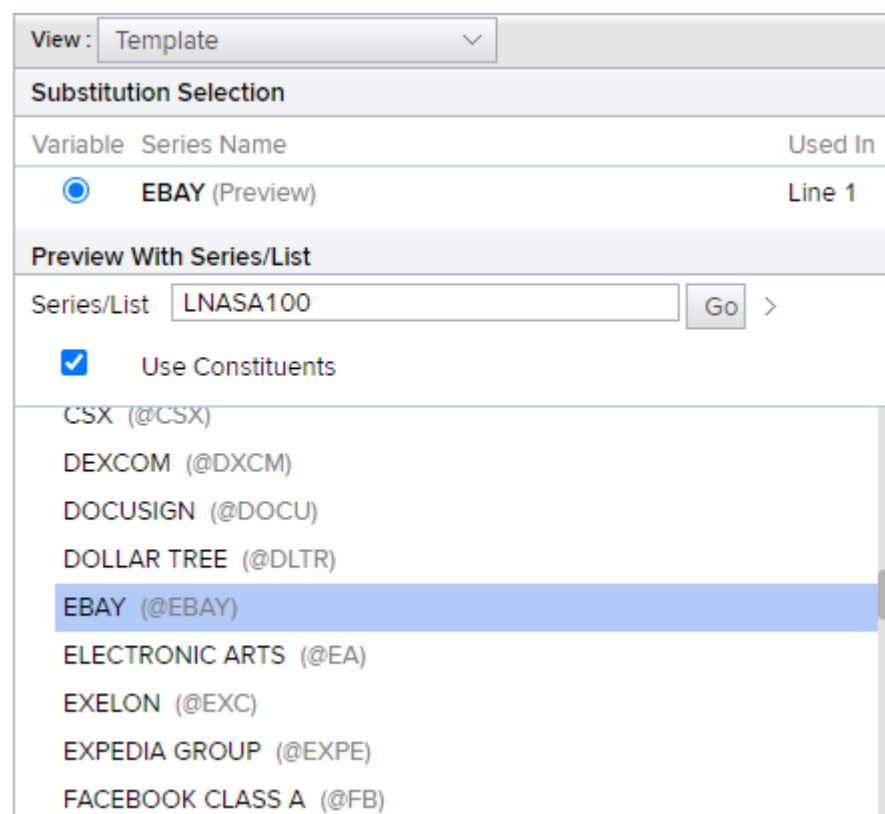 View : Template
Substitution Selection
Variable Series Name Used In
EBAY (Preview) Line 1
Preview With Series/List
Series/List LNASA100 Go >
Use Constituents
CSX (@CSX)
DEXCOM (@DXCM)
DOCUSIGN (@DOCU)
DOLLAR TREE (@DLTR)
EBAY (@EBAY)
ELECTRONIC ARTS (@EA)
EXELON (@EXC)
EXPEDIA GROUP (@EXPE)
FACEBOOK CLASS A (@FB)